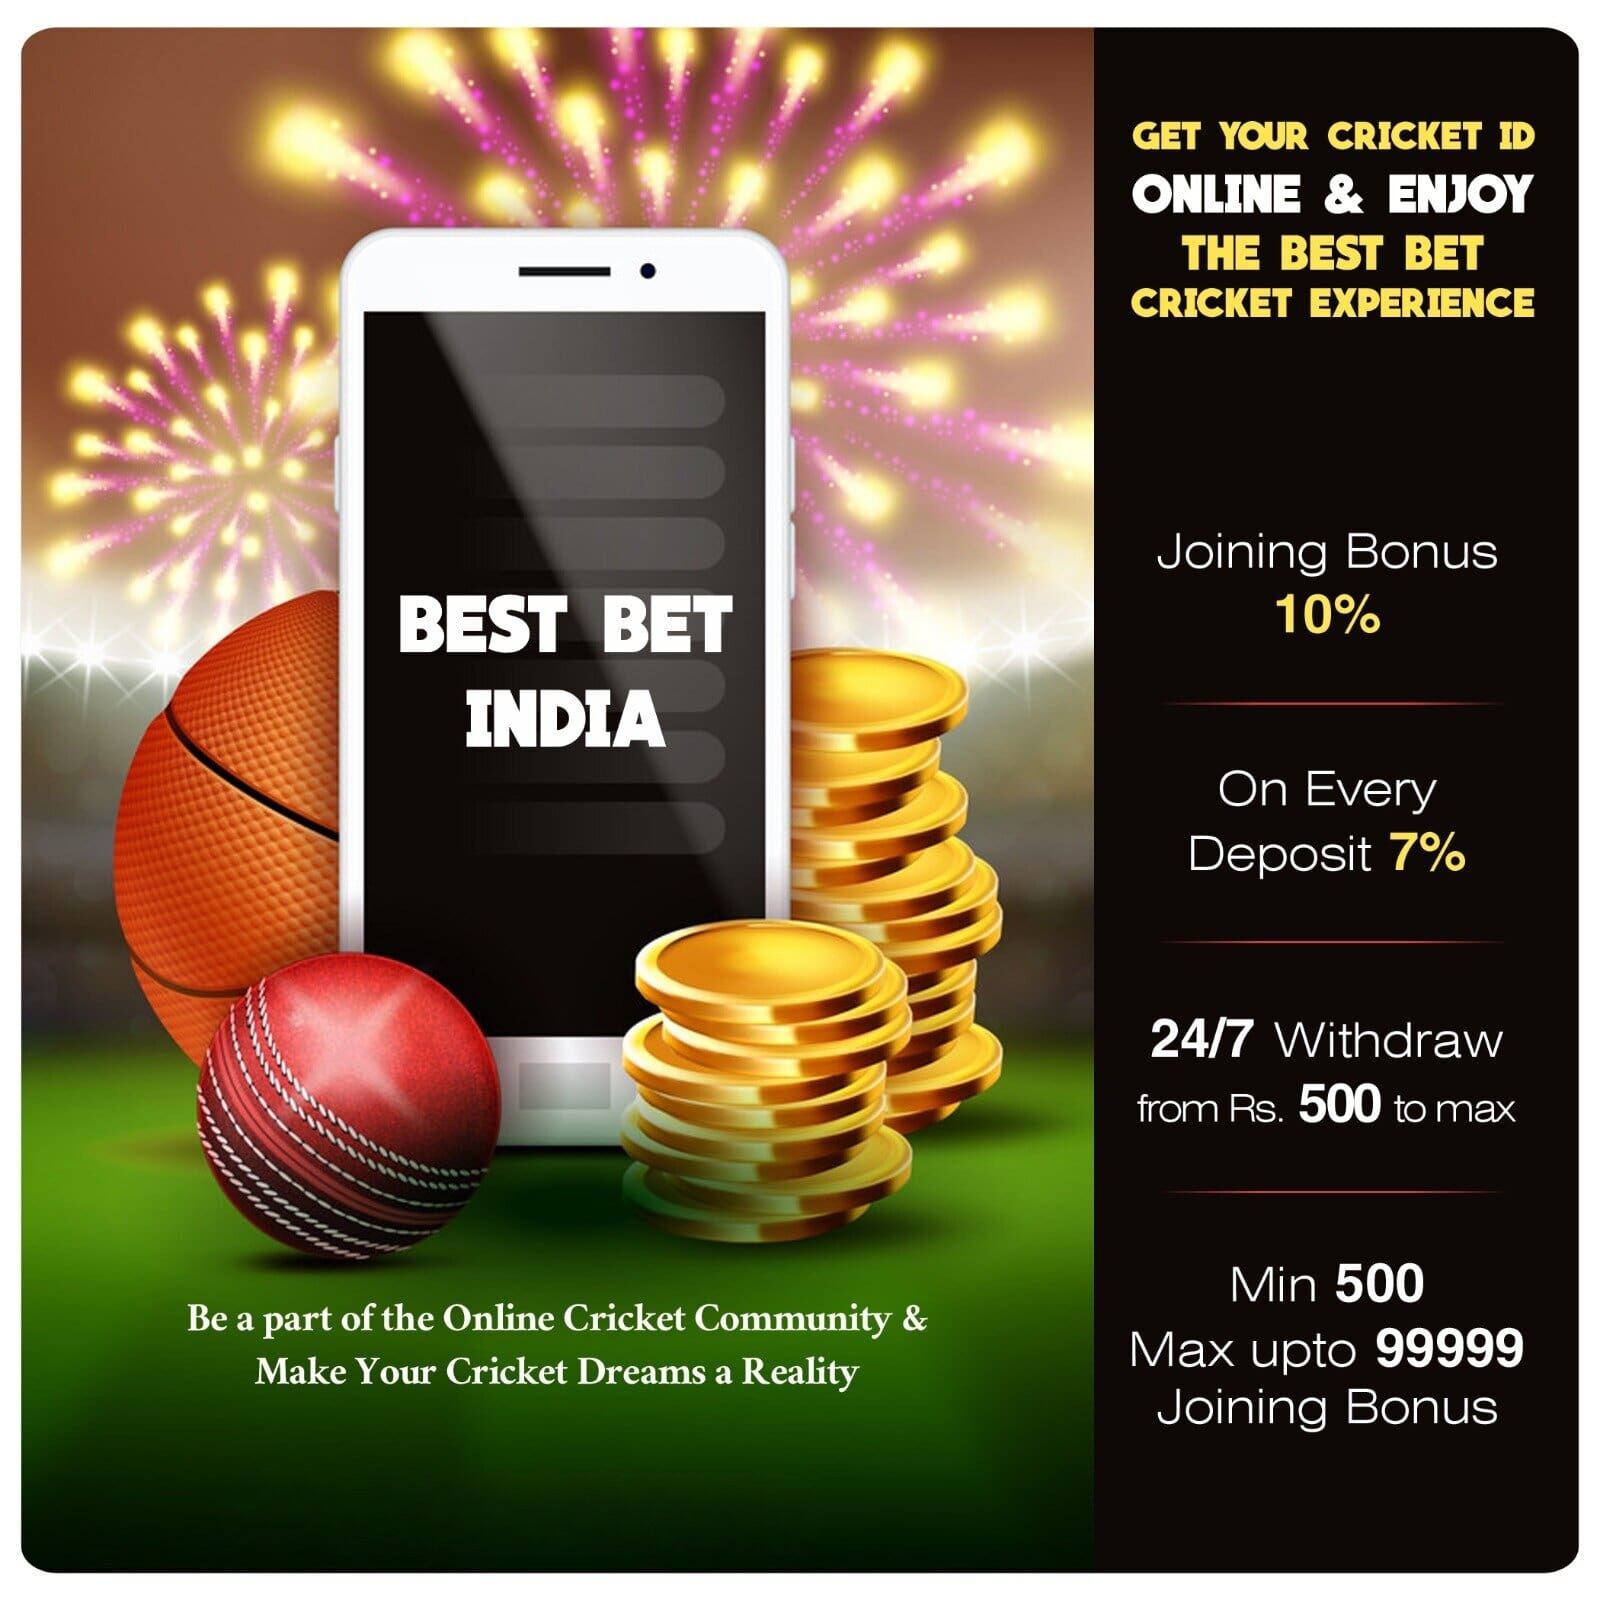 GET YOUR CRICKET ID
ONLINE & ENJOY
THE BEST BET
CRICKET EXPERIENCE
BEST BET
INDIA
Joining Bonus
10%
On Every
Deposit 7%
24/7 Withdraw
from Rs. 500 to max
Min 500
Max upto 99999
Joining Bonus
Be a part of the Online Cricket Community &
Make Your Cricket Dreams a Reality